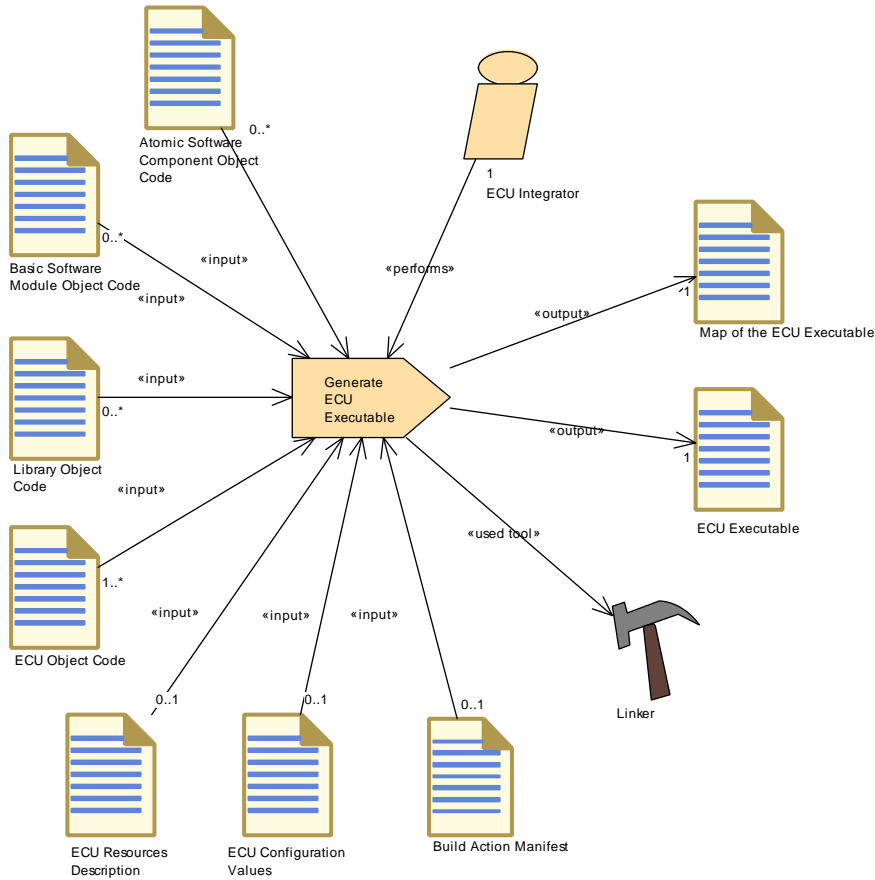 0..*
Atomic Software
Component Object
Code
1
ECU Integrator
0..*
Basic Software
Module Object Code
«input»
«input»
«performs»
«output»
1
Map of the ECU Executable
Generate
ECU
Executable
«input»
0..*
Library Object
Code
«output»
1
ECU Executable
«input»
«used tool»
1..*
ECU Object Code
«input»
«input»
«input»
0..1
0..1
0..1
Linker
ECU Resources
Description
ECU Configuration
Values
Build Action Manifest